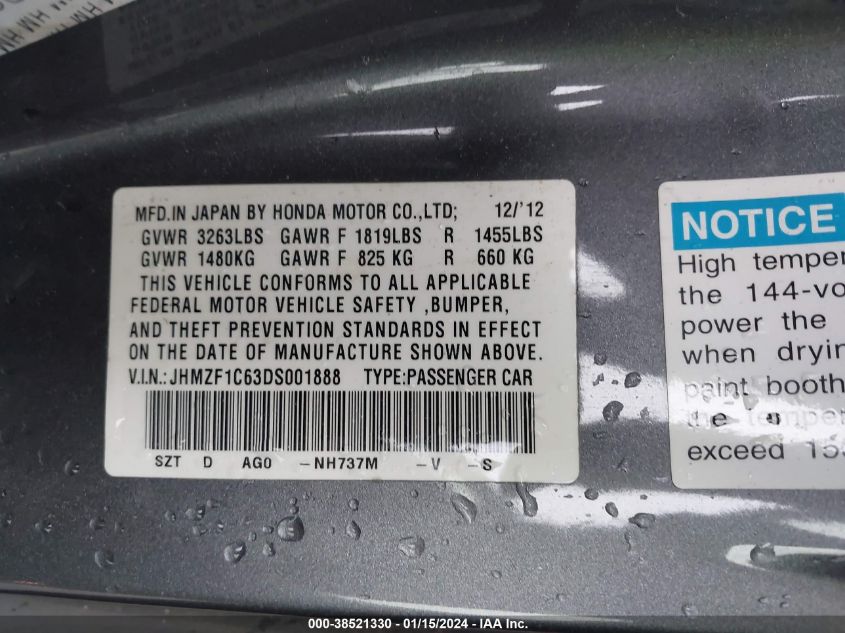 MFD.IN JAPAN BY HONDA MOTOR CO.,LTD; 12/'12
GVWR 3263LBS GAWR F 1819LBS R 1455LBS
GVWR 1480KG GAWR F 825 KG R 660 KG
THIS VEHICLE CONFORMS TO ALL APPLICABLE
FEDERAL MOTOR VEHICLE SAFETY ,BUMPER,
AND THEFT PREVENTION STANDARDS IN EFFECT
ON THE DATE OF MANUFACTURE SHOWN ABOVE.
V.I.N.:JHMZF1C63DS001888 TYPE:PASSENGER CAR
SZT D AG0 -NH737M -V -S
NOTICE
High temper
the 144-vo
power the
when dryin
paint booth
the temper
exceed 15
000-38521330 - 01/15/2024 - IAA Inc.